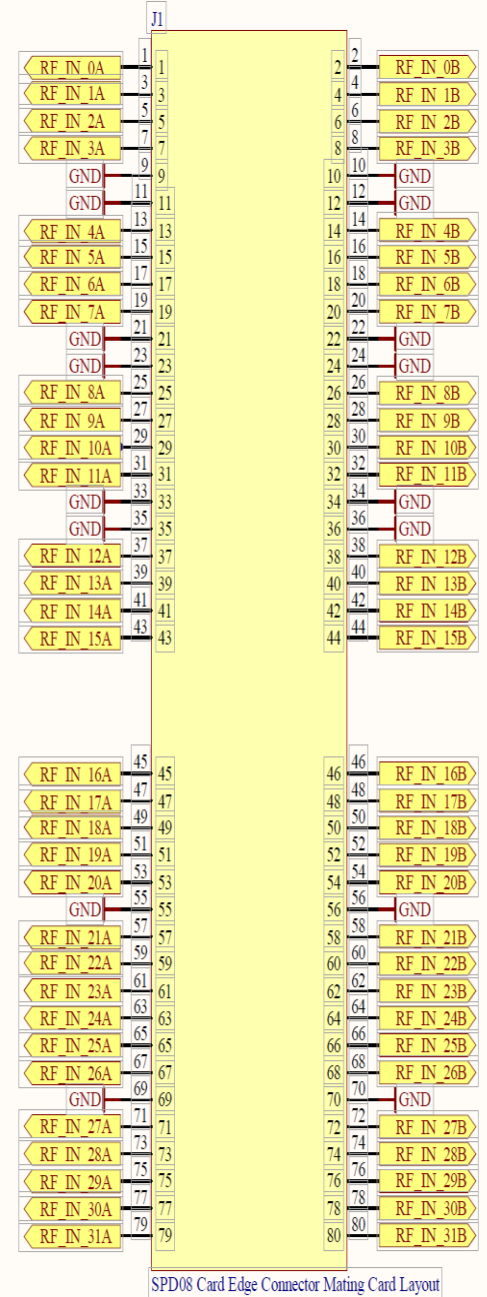 J1
RF_IN_0A 1 1 2 2 RF_IN_0B
RF_IN_1A 3 3 4 4 RF_IN_1B
RF_IN_2A 5 5 6 6 RF_IN_2B
RF_IN_3A 7 7 8 8 RF_IN_3B
GND 9 9 10 10 GND
GND 11 11 12 12 GND
RF_IN_4A 13 13 14 14 RF_IN_4B
RF_IN_5A 15 15 16 16 RF_IN_5B
RF_IN_6A 17 17 18 18 RF_IN_6B
RF_IN_7A 19 19 20 20 RF_IN_7B
GND 21 21 22 22 GND
GND 23 23 24 24 GND
RF_IN_8A 25 25 26 26 RF_IN_8B
RF_IN_9A 27 27 28 28 RF_IN_9B
RF_IN_10A 29 29 30 30 RF_IN_10B
RF_IN_11A 31 31 32 32 RF_IN_11B
GND 33 33 34 34 GND
GND 35 35 36 36 GND
RF_IN_12A 37 37 38 38 RF_IN_12B
RF_IN_13A 39 39 40 40 RF_IN_13B
RF_IN_14A 41 41 42 42 RF_IN_14B
RF_IN_15A 43 43 44 44 RF_IN_15B
RF_IN_16A 45 45 46 46 RF_IN_16B
RF_IN_17A 47 47 48 48 RF_IN_17B
RF_IN_18A 49 49 50 50 RF_IN_18B
RF_IN_19A 51 51 52 52 RF_IN_19B
RF_IN_20A 53 53 54 54 RF_IN_20B
GND 55 55 56 56 GND
RF_IN_21A 57 57 58 58 RF_IN_21B
RF_IN_22A 59 59 60 60 RF_IN_22B
RF_IN_23A 61 61 62 62 RF_IN_23B
RF_IN_24A 63 63 64 64 RF_IN_24B
RF_IN_25A 65 65 66 66 RF_IN_25B
RF_IN_26A 67 67 68 68 RF_IN_26B
GND 69 69 70 70 GND
RF_IN_27A 71 71 72 72 RF_IN_27B
RF_IN_28A 73 73 74 74 RF_IN_28B
RF_IN_29A 75 75 76 76 RF_IN_29B
RF_IN_30A 77 77 78 78 RF_IN_30B
RF_IN_31A 79 79 80 80 RF_IN_31B
SPD08 Card Edge Connector Mating Card Layout